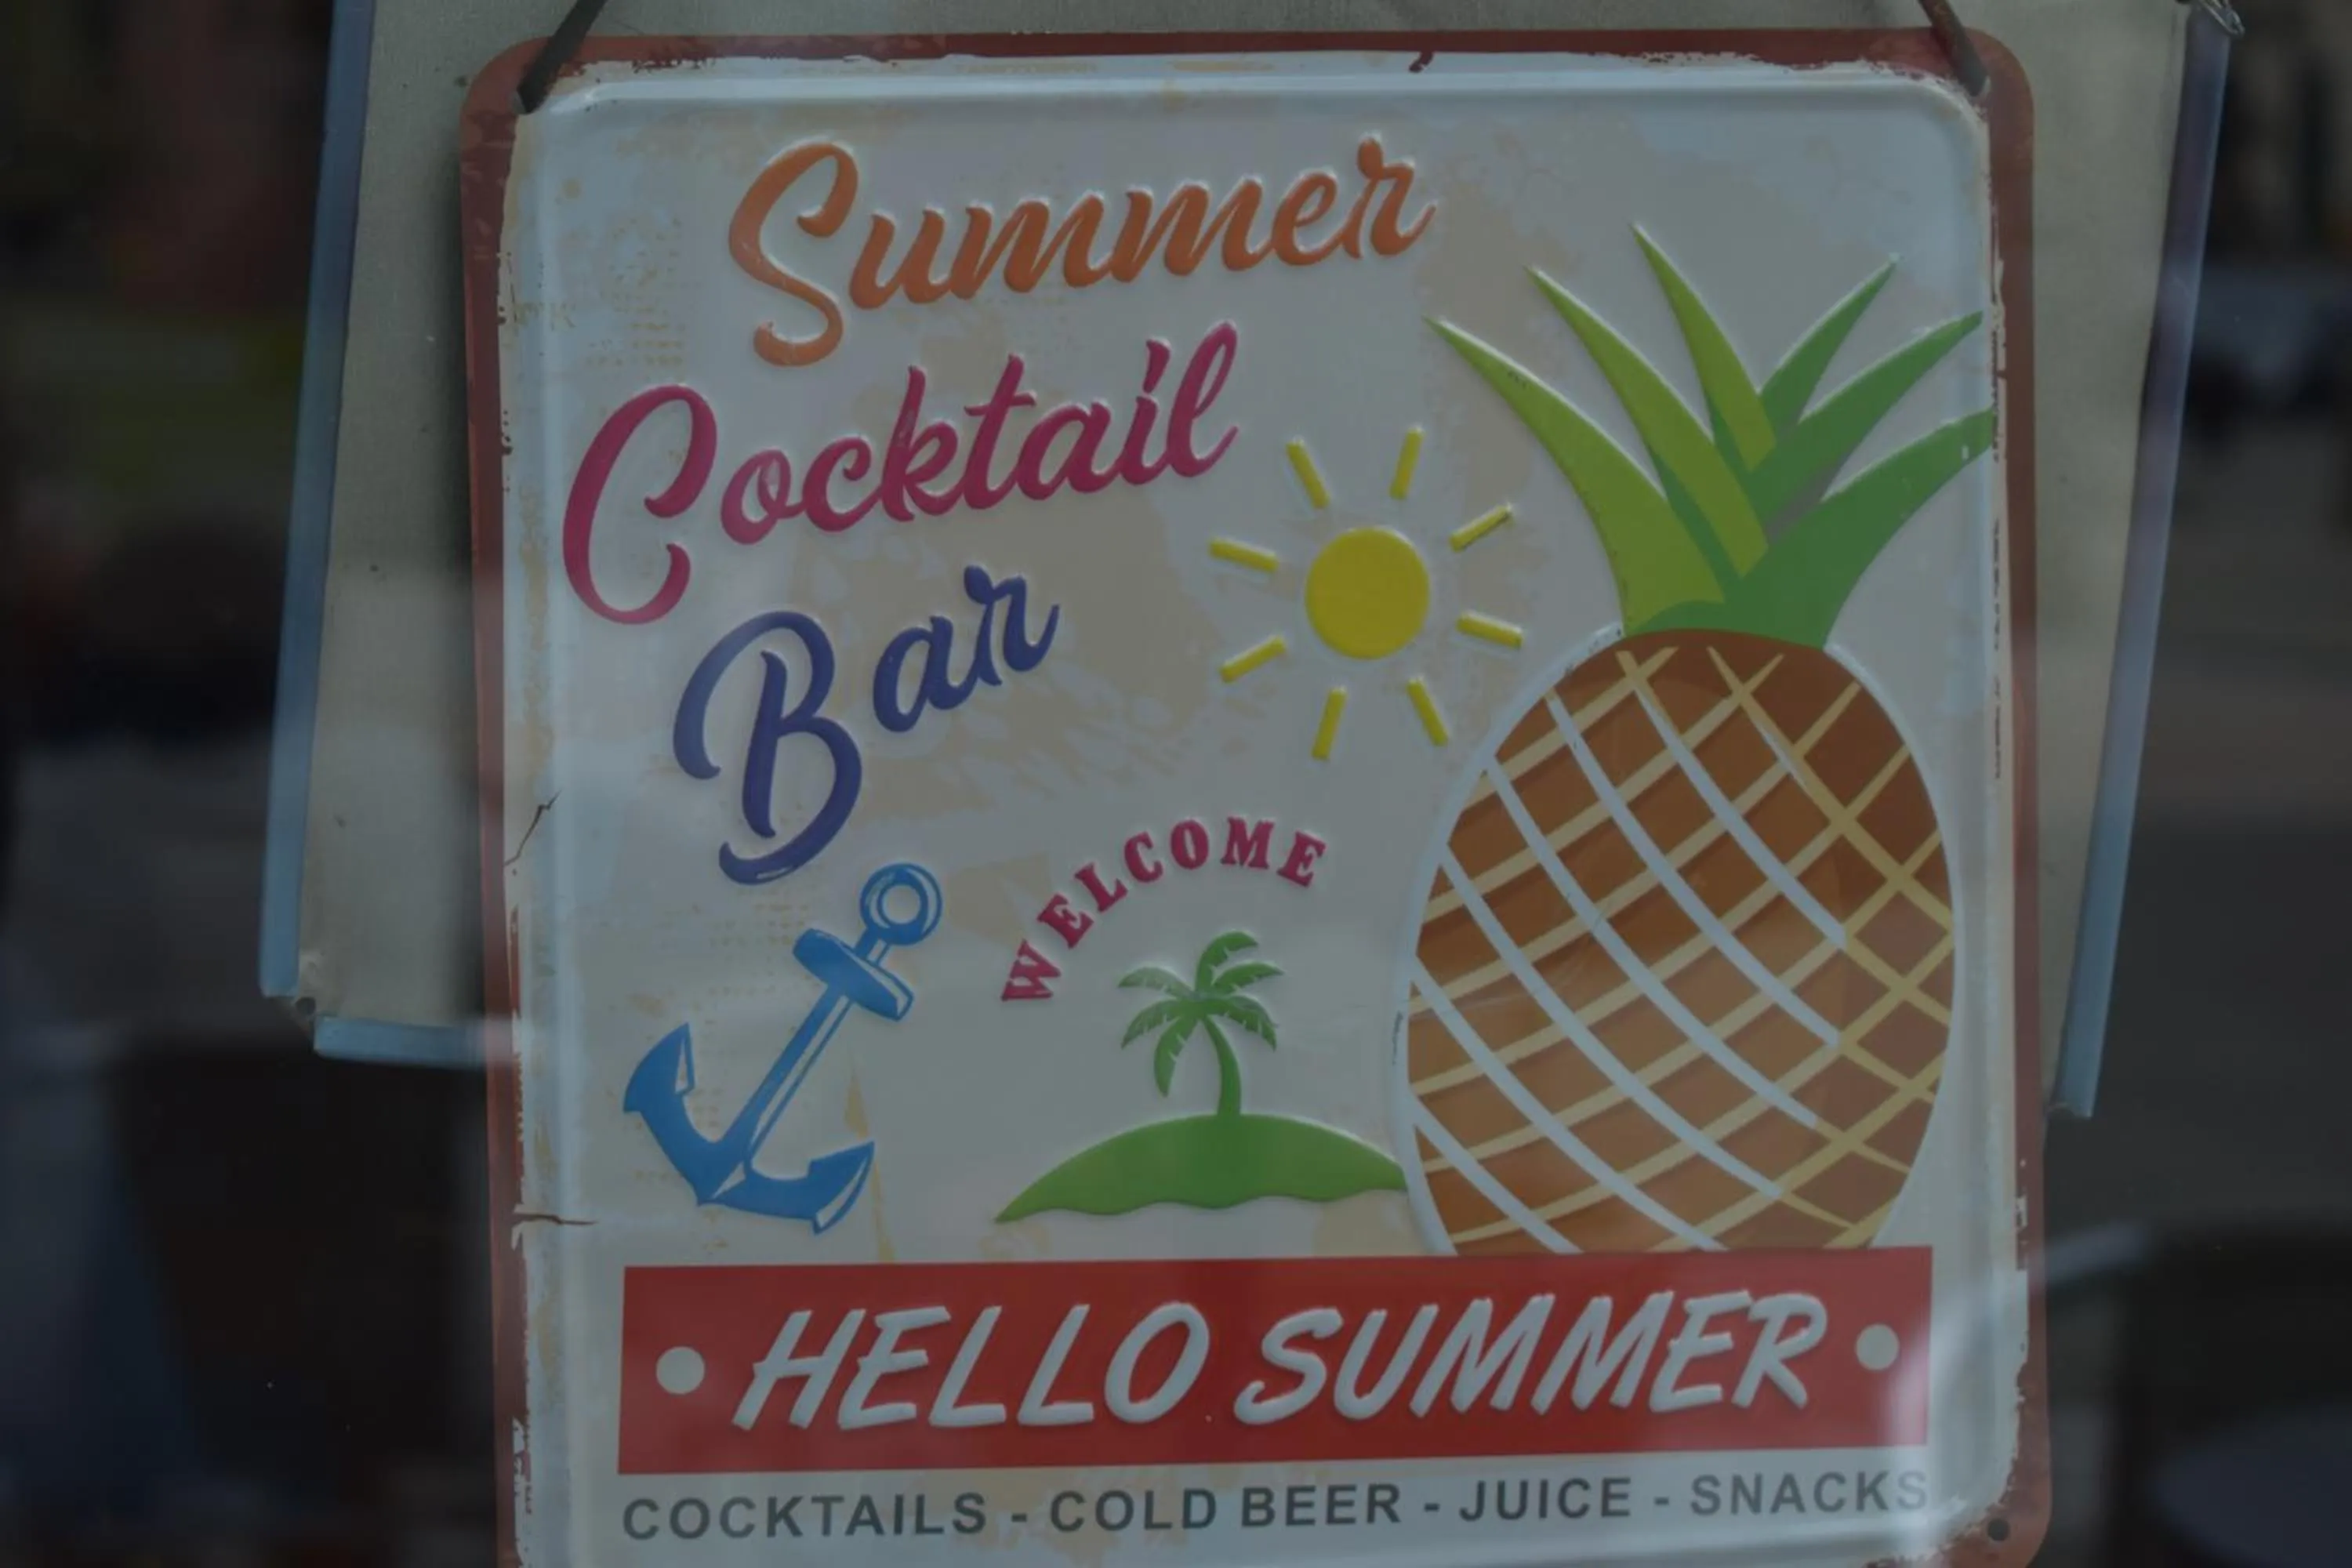 Summer
Cocktail
Bar
WELCOME
• HELLO SUMMER •
COCKTAILS - COLD BEER - JUICE - SNACKS